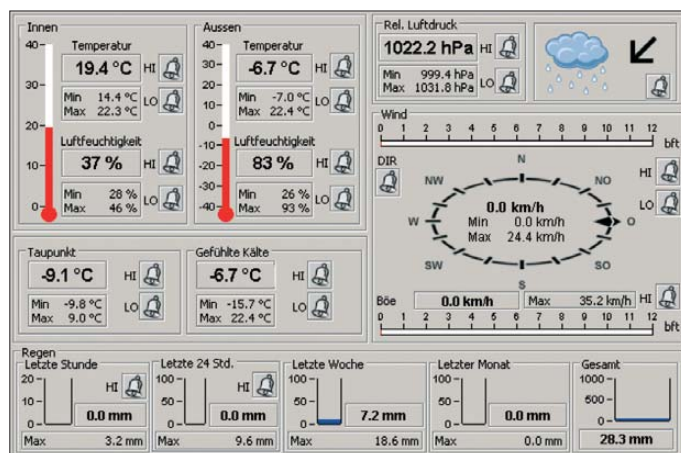 Innen
40
30
20
10
0
Temperatur
19.4 °C HI
Min 14.4 °C LO
Max 22.3 °C
Luftfeuchtigkeit
37 % HI
Min 28 % LO
Max 46 %
Aussen
40
30
20
10
0
-10
-20
-30
-40
Temperatur
-6.7 °C HI
Min -7.0 °C LO
Max 22.4 °C
Luftfeuchtigkeit
83 % HI
Min 26 % LO
Max 93 %
Rel. Luftdruck
1022.2 hPa HI
Min 999.4 hPa LO
Max 1031.8 hPa
Wind
0 1 2 3 4 5 6 7 8 9 10 11 12
bft
DIR
N
NW NO
HI
LO
0.0 km/h
W O
Min 0.0 km/h
Max 24.4 km/h
SW SO
S
Böe 0.0 km/h Max 35.2 km/h HI
0 1 2 3 4 5 6 7 8 9 10 11 12
bft
Taupunkt
-9.1 °C HI
Min -9.8 °C LO
Max 9.0 °C
Gefühlte Kälte
-6.7 °C HI
Min -15.7 °C LO
Max 22.4 °C
Regen
Letzte Stunde
20
10
0
HI
0.0 mm
Max 3.2 mm
Letzte 24 Std.
100
50
0
HI
0.0 mm
Max 9.6 mm
Letzte Woche
100
50
0
7.2 mm
Max 18.6 mm
Letzter Monat
100
50
0
0.0 mm
Max 0.0 mm
Gesamt
1000
500
0
28.3 mm